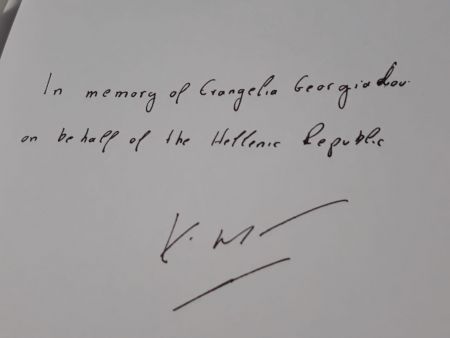 In memory of Evangelia Georgiadou
on behalf of the Hellenic Republic